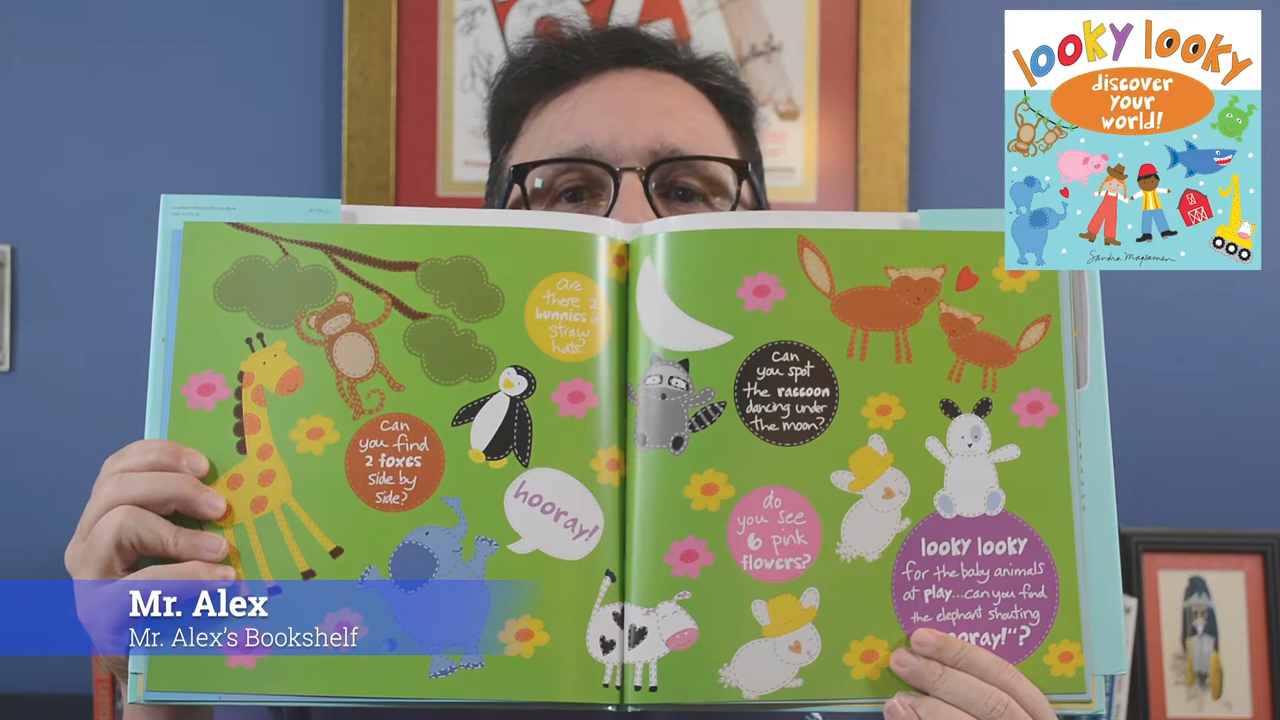 Are
there 2
bunnies in
straw
hats?
Can
you find
2 foxes
side by
side?
hooray!
Can
you spot
the raccoon
dancing under
the moon?
do
you see
6 pink
flowers?
looky looky
for the baby animals
at play...can you find
the elephant shouting
ooray!"?
looky looky
discover
your
world!
Sandra Magsamen
Mr. Alex
Mr. Alex's Bookshelf